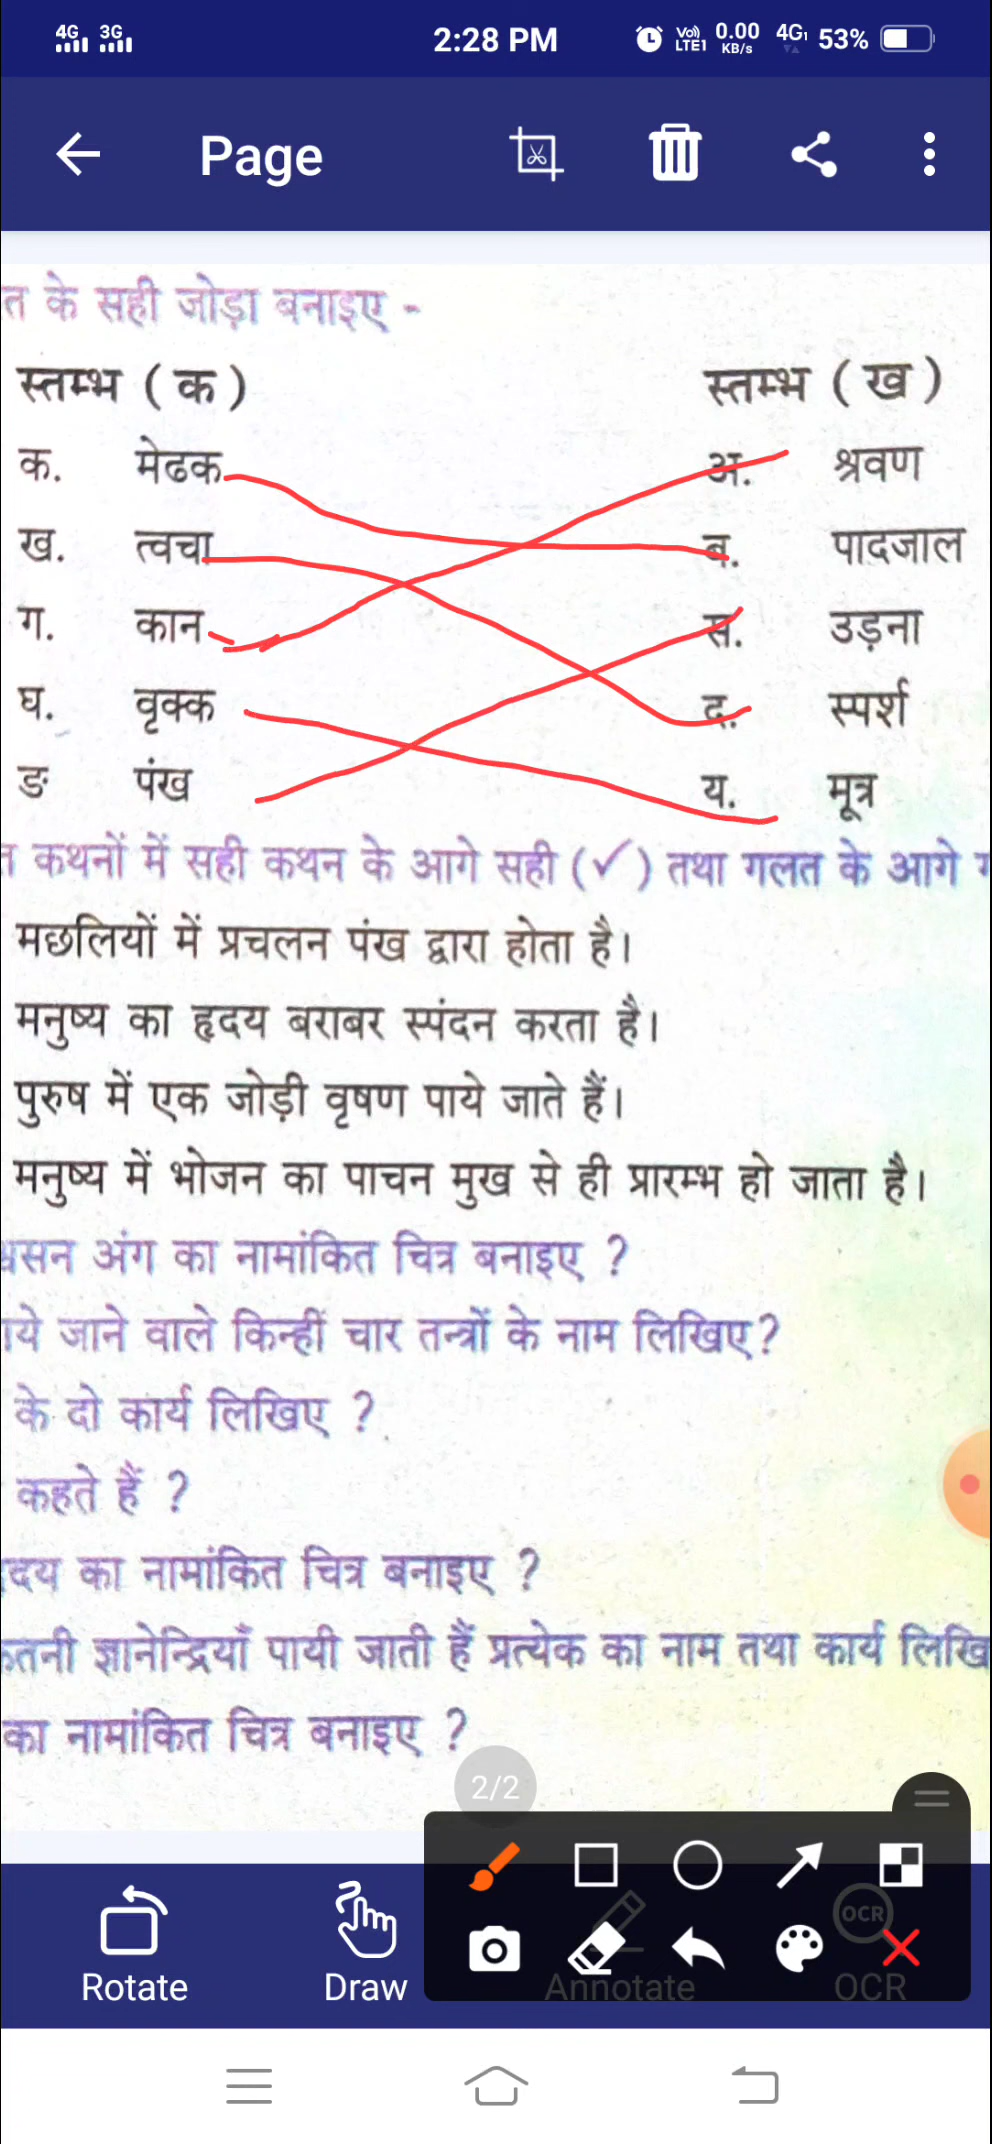 4G 3G 2:28 PM Vo) LTE1 0.00 KB/s 4G 53%
Page
के सही जोड़ा बनाइए -
स्तम्भ ( क ) स्तम्भ ( ख )
क. मेढक अ. श्रवण
ख. त्वचा ब. पादजाल
ग. कान स. उड़ना
घ. वृक्क द. स्पर्श
ङ पंख य. मूत्र
कथनों में सही कथन के आगे सही (✓) तथा गलत के आगे
मछलियों में प्रचलन पंख द्वारा होता है।
मनुष्य का हृदय बराबर स्पंदन करता है।
पुरुष में एक जोड़ी वृषण पाये जाते हैं।
मनुष्य में भोजन का पाचन मुख से ही प्रारम्भ हो जाता है।
अंग का नामांकित चित्र बनाइए ?
जाने वाले किन्हीं चार तन्त्रों के नाम लिखिए?
के दो कार्य लिखिए ?
कहते हैं ?
का नामांकित चित्र बनाइए ?
ज्ञानेन्द्रियाँ पायी जाती हैं प्रत्येक का नाम तथा कार्य
का नामांकित चित्र बनाइए ?
2/2
OCR
Rotate Draw Annotate OCR